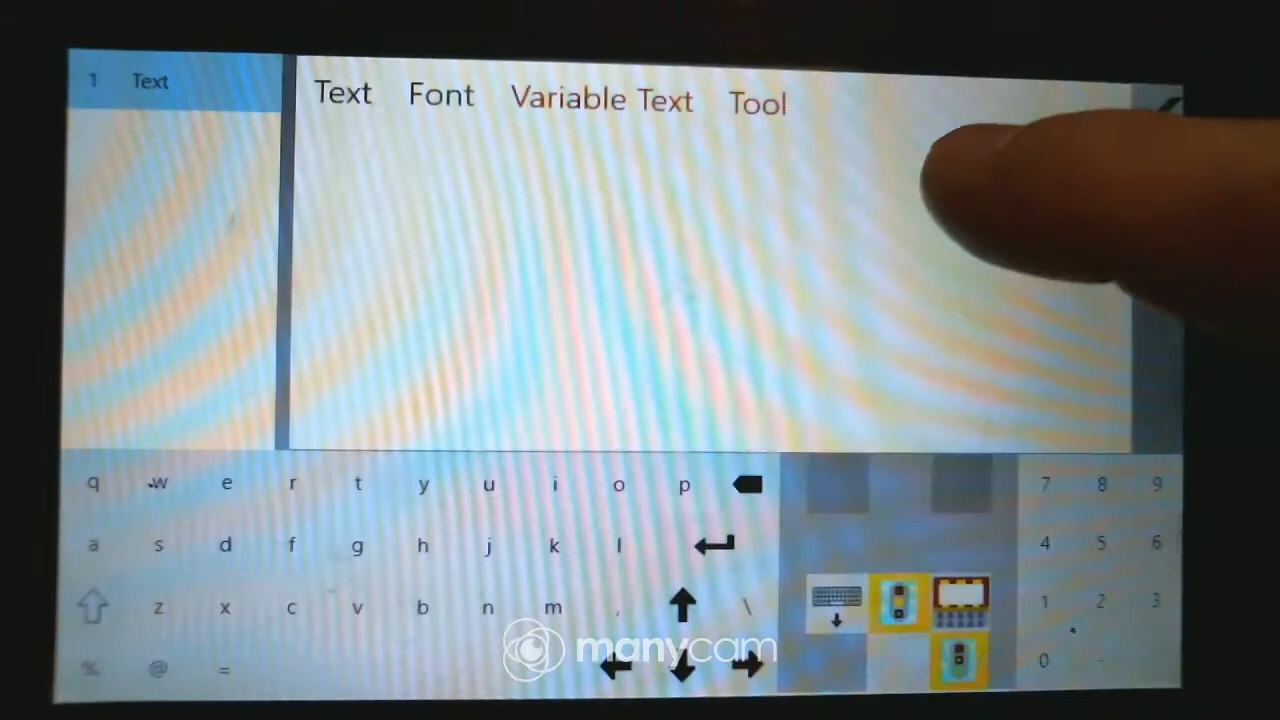 1 Text
Text Font Variable Text Tool
q w e r t y u i o p 7 8 9
a s d f g h j k l 4 5 6
z x c v b n m , \ 1 2 3
% @ = 0 -
manycam